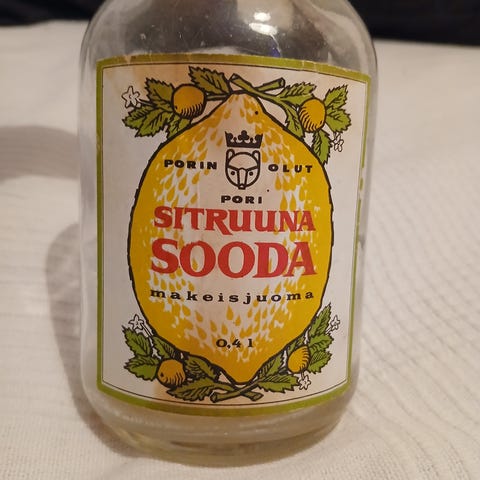 PORIN OLUT
PORI
SITRUUNA
SOODA
makeisjuoma
0,4 l